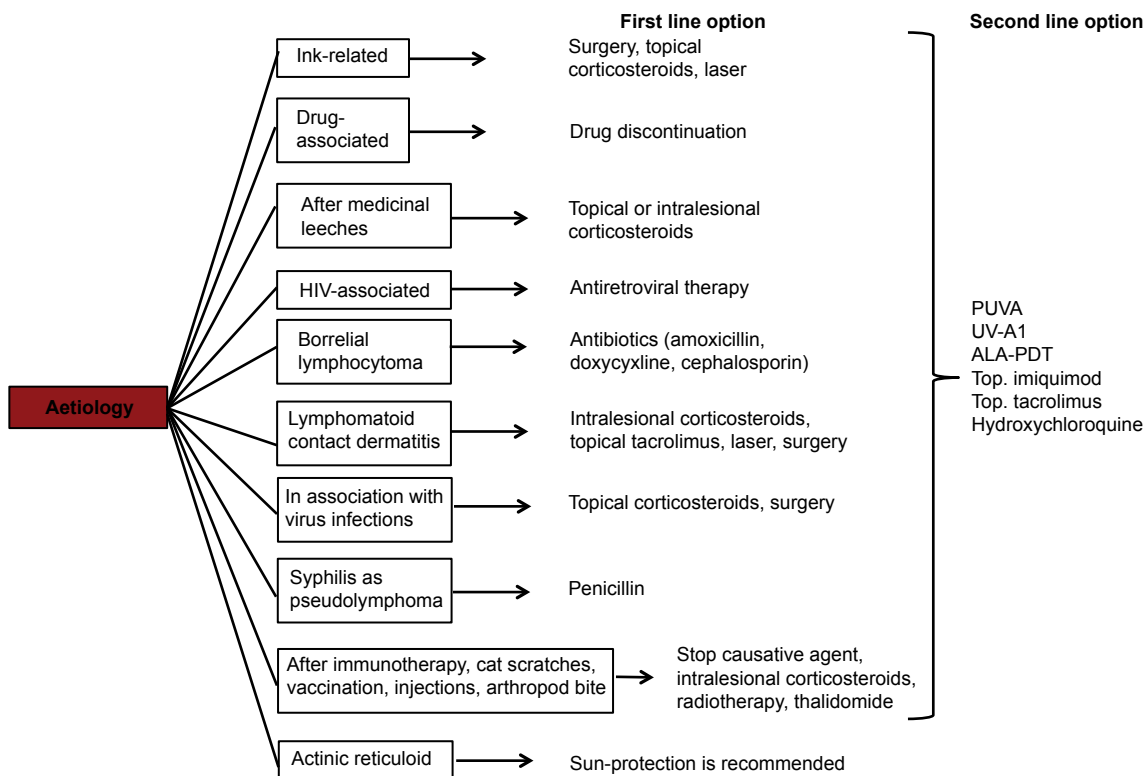 First line option
Second line option
Ink-related
Surgery, topical
corticosteroids, laser
Drug-
associated
Drug discontinuation
After medicinal
leeches
Topical or intralesional
corticosteroids
HIV-associated
Antiretroviral therapy
Borrelial
lymphocytoma
Antibiotics (amoxicillin,
doxycyxline, cephalosporin)
Aetiology
Lymphomatoid
contact dermatitis
Intralesional corticosteroids,
topical tacrolimus, laser, surgery
In association with
virus infections
Topical corticosteroids, surgery
Syphilis as
pseudolymphoma
Penicillin
After immunotherapy, cat scratches,
vaccination, injections, arthropod bite
Stop causative agent,
intralesional corticosteroids,
radiotherapy, thalidomide
Actinic reticuloid
Sun-protection is recommended
PUVA
UV-A1
ALA-PDT
Top. imiquimod
Top. tacrolimus
Hydroxychloroquine